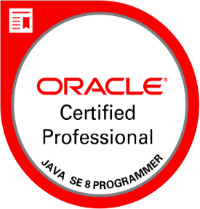 ORACLE®
Certified
Professional
JAVA SE 8 PROGRAMMER